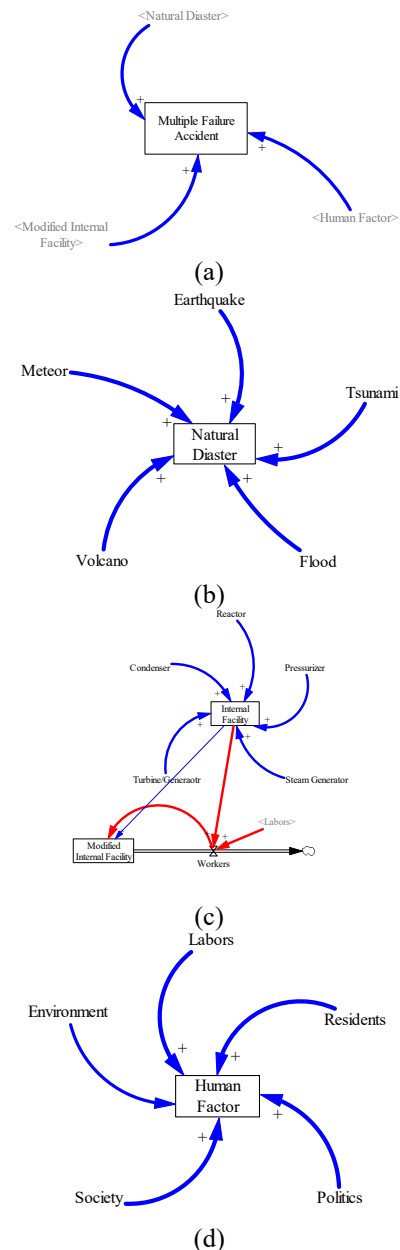 <Natural Diaster>
+
Multiple Failure
Accident
+
+
<Modified Internal
Facility>
<Human Factor>
(a)
Earthquake
Meteor
Tsunami
+
+
Natural
Diaster
+
+
+
Volcano
Flood
(b)
Reactor
Condenser
Pressurizer
+
+
Internal
Facility
+
+
+
Turbine/Generaotr
Steam Generator
<Labors>
+
+
Modified
Internal Facility
Workers
(c)
Labors
Environment
Residents
+
+
Human
Factor
+
+
Society
Politics
(d)